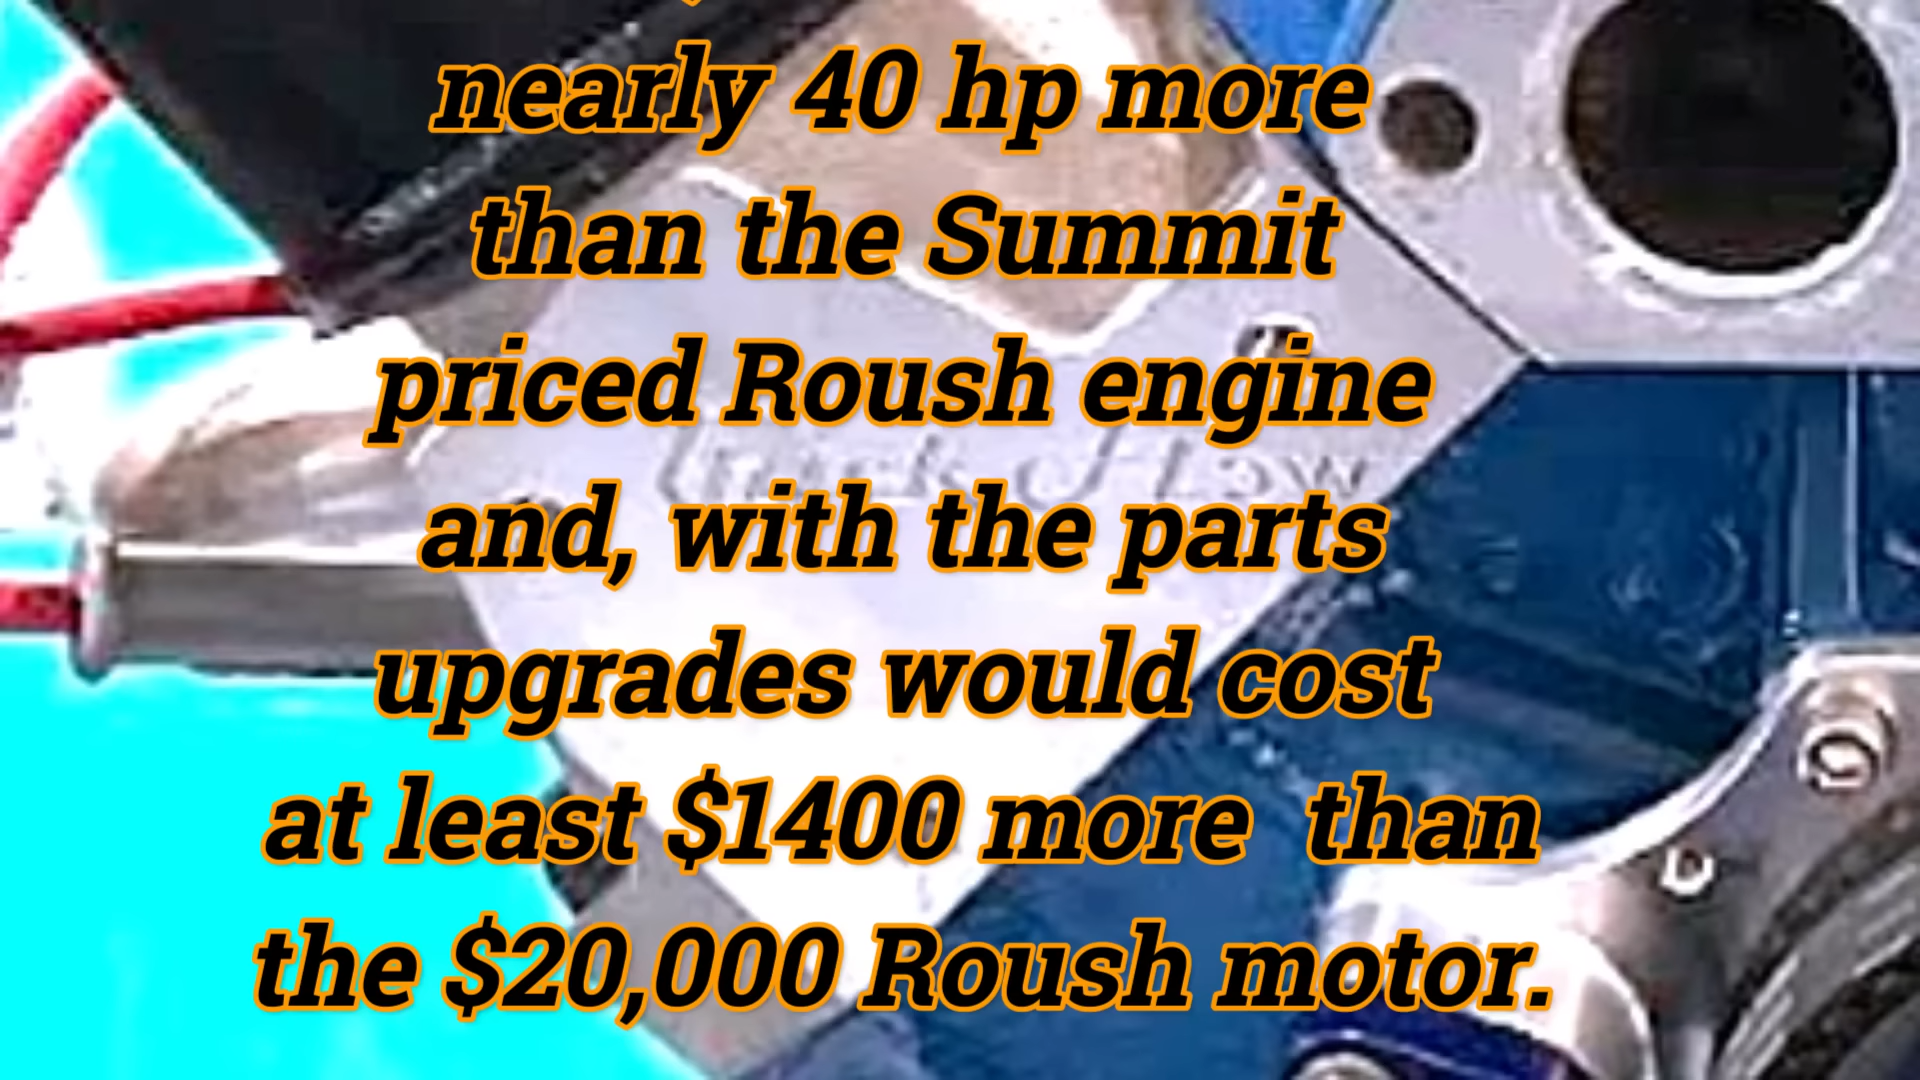 nearly 40 hp more
than the Summit
priced Roush engine
and, with the parts
upgrades would cost
at least $1400 more  than
the $20,000 Roush motor.